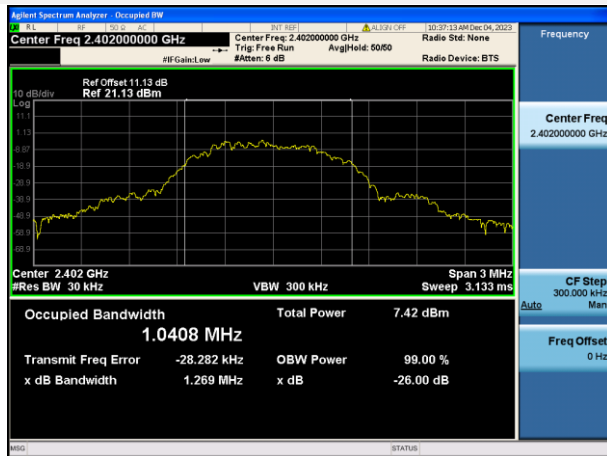 Agilent Spectrum Analyzer - Occupied BW
RL RF 50 Ω AC INT REF ALIGN OFF 10:37:13 AM Dec 04, 2023
Center Freq 2.402000000 GHz
Center Freq: 2.402000000 GHz
Radio Std: None
Trig: Free Run Avg|Hold: 50/50
#IFGain:Low #Atten: 6 dB Radio Device: BTS
Ref Offset 11.13 dB
10 dB/div Ref 21.13 dBm
Log
11.1
1.13
-8.87
-18.9
-28.9
-38.9
-48.9
-58.9
-68.9
Center 2.402 GHz Span 3 MHz
#Res BW 30 kHz VBW 300 kHz Sweep 3.133 ms
Occupied Bandwidth Total Power 7.42 dBm
1.0408 MHz
Transmit Freq Error -28.282 kHz OBW Power 99.00 %
x dB Bandwidth 1.269 MHz x dB -26.00 dB
MSG STATUS
Frequency
Center Freq
2.402000000 GHz
CF Step
300.000 kHz
Auto Man
Freq Offset
0 Hz